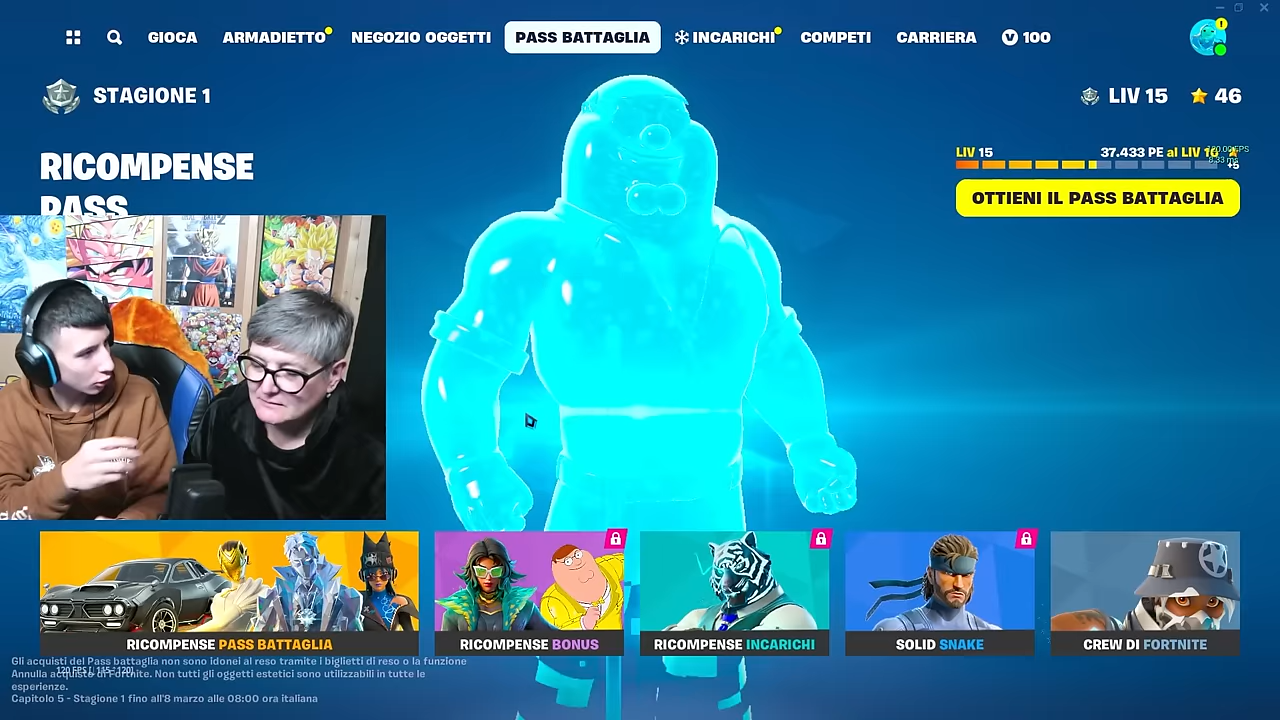 GIOCA
ARMADIETTO
NEGOZIO OGGETTI
PASS BATTAGLIA
INCARICHI
COMPETI
CARRIERA
100
STAGIONE 1
LIV 15
46
RICOMPENSE
PASS
LIV 15
37.433 PE al LIV
+5
OTTIENI IL PASS BATTAGLIA
RICOMPENSE PASS BATTAGLIA
RICOMPENSE BONUS
RICOMPENSE INCARICHI
SOLID SNAKE
CREW DI FORTNITE
Gli acquisti del Pass battaglia non sono idonei al reso tramite i biglietti di reso o la funzione
Annulla acquisto di Fortnite. Non tutti gli oggetti estetici sono utilizzabili in tutte le
esperienze.
Capitolo 5 - Stagione 1 fino all'8 marzo alle 08:00 ora italiana